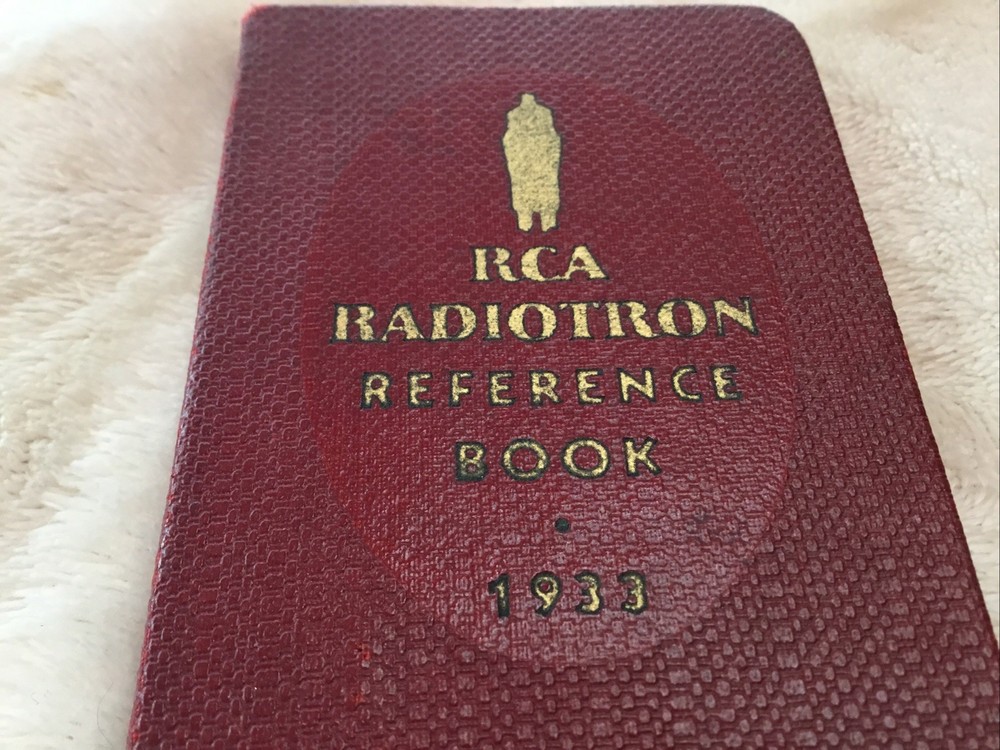 RCA
RADIOTRON
REFERENCE
BOOK
•
1933